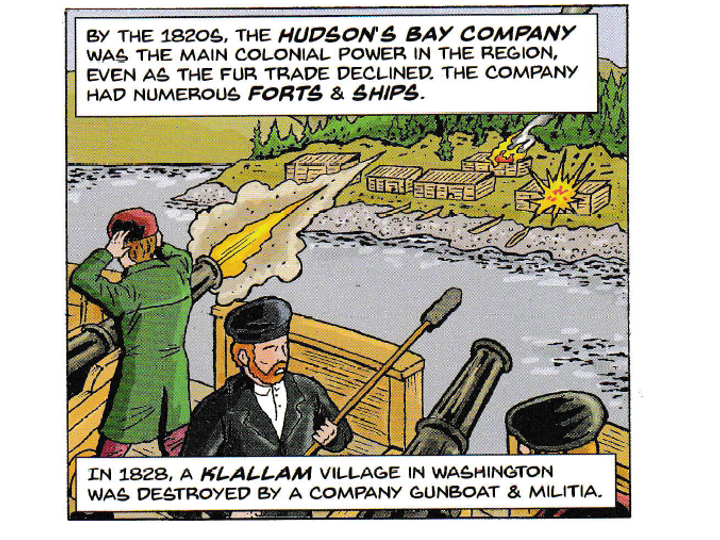 BY THE 1820S, THE HUDSON'S BAY COMPANY
WAS THE MAIN COLONIAL POWER IN THE REGION,
EVEN AS THE FUR TRADE DECLINED. THE COMPANY
HAD NUMEROUS FORTS & SHIPS.
IN 1828, A KLALLAM VILLAGE IN WASHINGTON
WAS DESTROYED BY A COMPANY GUNBOAT & MILITIA.